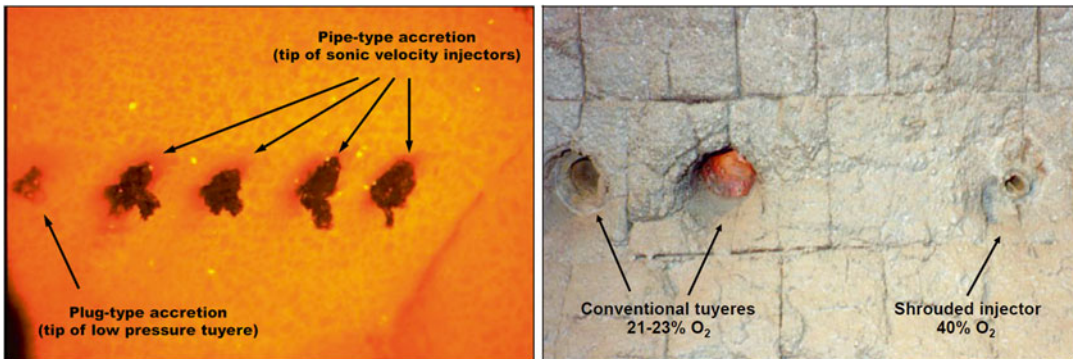 Pipe-type accretion
(tip of sonic velocity injectors)
Plug-type accretion
(tip of low pressure tuyere)
Conventional tuyeres
21-23% O₂
Shrouded injector
40% O₂